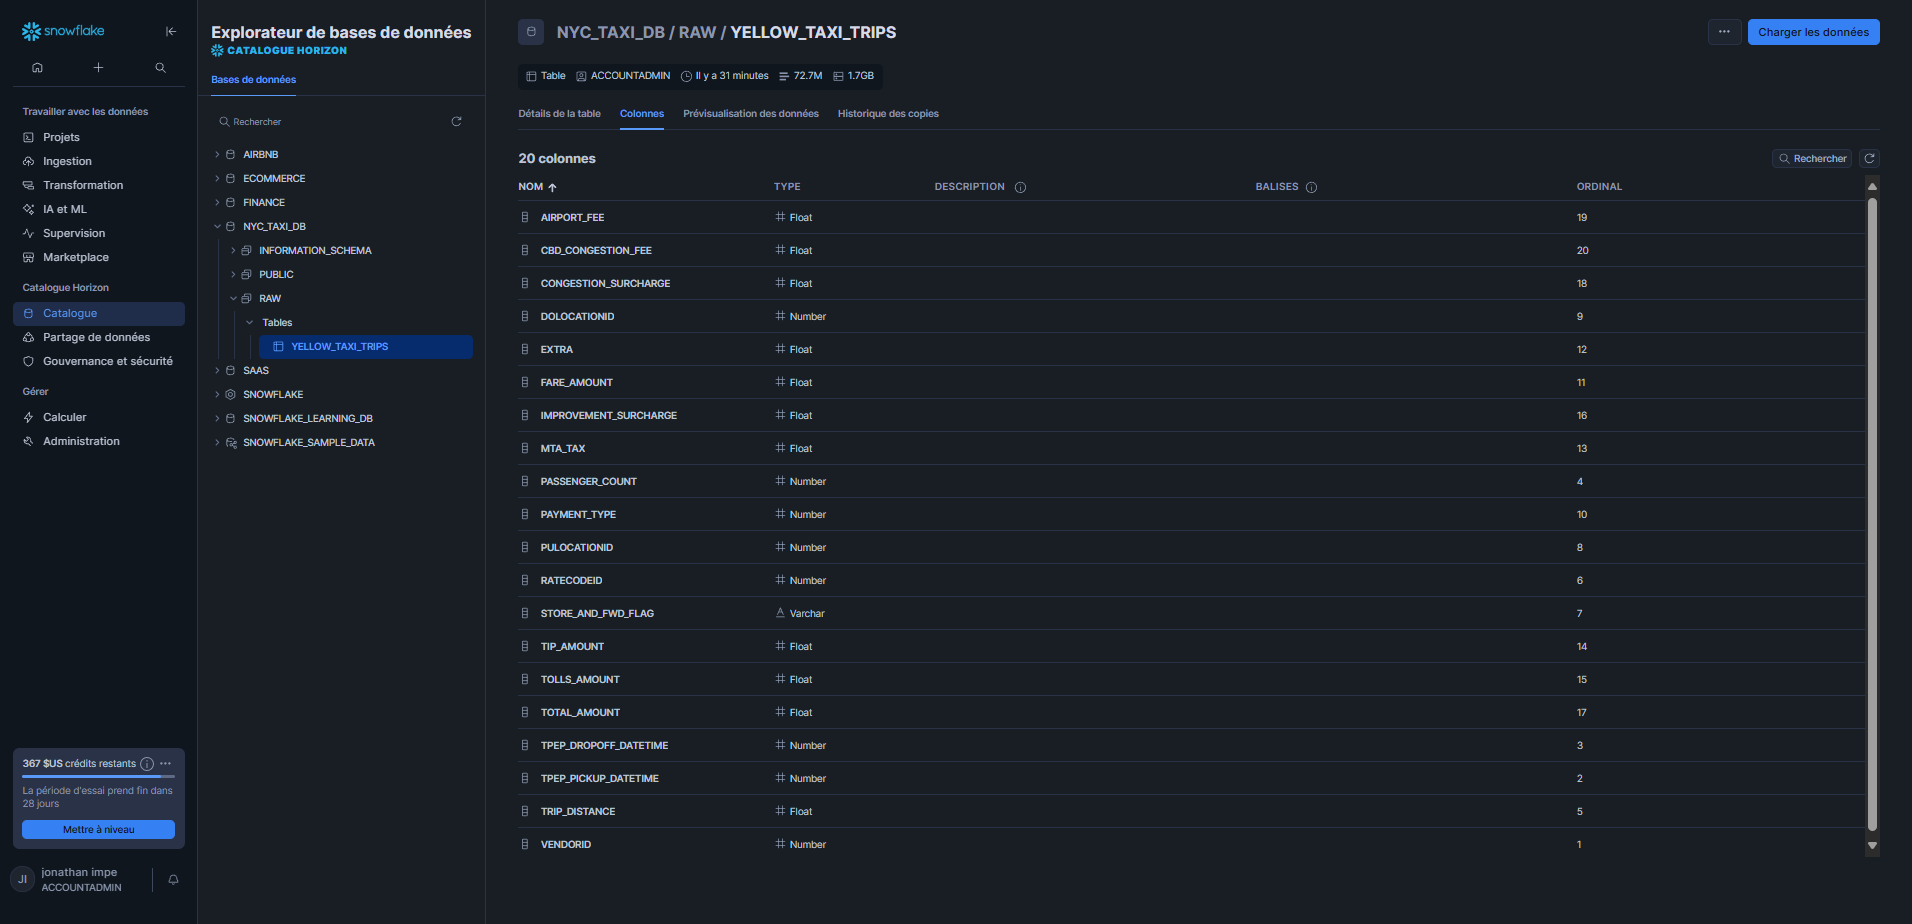 snowflake
Travailler avec les données
Projets
Ingestion
Transformation
IA et ML
Supervision
Marketplace
Catalogue Horizon
Catalogue
Partage de données
Gouvernance et sécurité
Gérer
Calculer
Administration
367 $US crédits restants
La période d'essai prend fin dans
28 jours
Mettre à niveau
JI
jonathan impe
ACCOUNTADMIN
Explorateur de bases de données
CATALOGUE HORIZON
Bases de données
Rechercher
AIRBNB
ECOMMERCE
FINANCE
NYC_TAXI_DB
INFORMATION_SCHEMA
PUBLIC
RAW
Tables
YELLOW_TAXI_TRIPS
SAAS
SNOWFLAKE
SNOWFLAKE_LEARNING_DB
SNOWFLAKE_SAMPLE_DATA
NYC_TAXI_DB / RAW / YELLOW_TAXI_TRIPS
Charger les données
Table ACCOUNTADMIN Il y a 31 minutes 72.7M 1.7GB
Détails de la table Colonnes Prévisualisation des données Historique des copies
20 colonnes
Rechercher
NOM TYPE DESCRIPTION BALISES ORDINAL
AIRPORT_FEE Float 19
CBD_CONGESTION_FEE Float 20
CONGESTION_SURCHARGE Float 18
DOLOCATIONID Number 9
EXTRA Float 12
FARE_AMOUNT Float 11
IMPROVEMENT_SURCHARGE Float 16
MTA_TAX Float 13
PASSENGER_COUNT Number 4
PAYMENT_TYPE Number 10
PULOCATIONID Number 8
RATECODEID Number 6
STORE_AND_FWD_FLAG Varchar 7
TIP_AMOUNT Float 14
TOLLS_AMOUNT Float 15
TOTAL_AMOUNT Float 17
TPEP_DROPOFF_DATETIME Number 3
TPEP_PICKUP_DATETIME Number 2
TRIP_DISTANCE Float 5
VENDORID Number 1